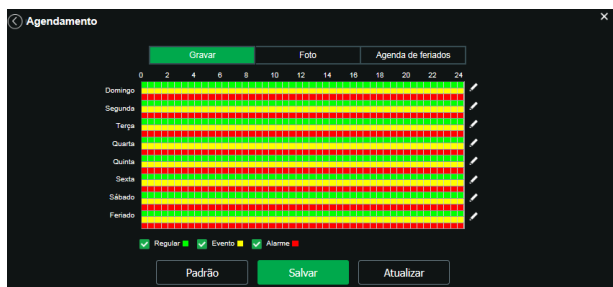 Agendamento
Gravar Foto Agenda de feriados
0 2 4 6 8 10 12 14 16 18 20 22 24
Domingo
Segunda
Terça
Quarta
Quinta
Sexta
Sábado
Feriado
Regular Evento Alarme
Padrão Salvar Atualizar